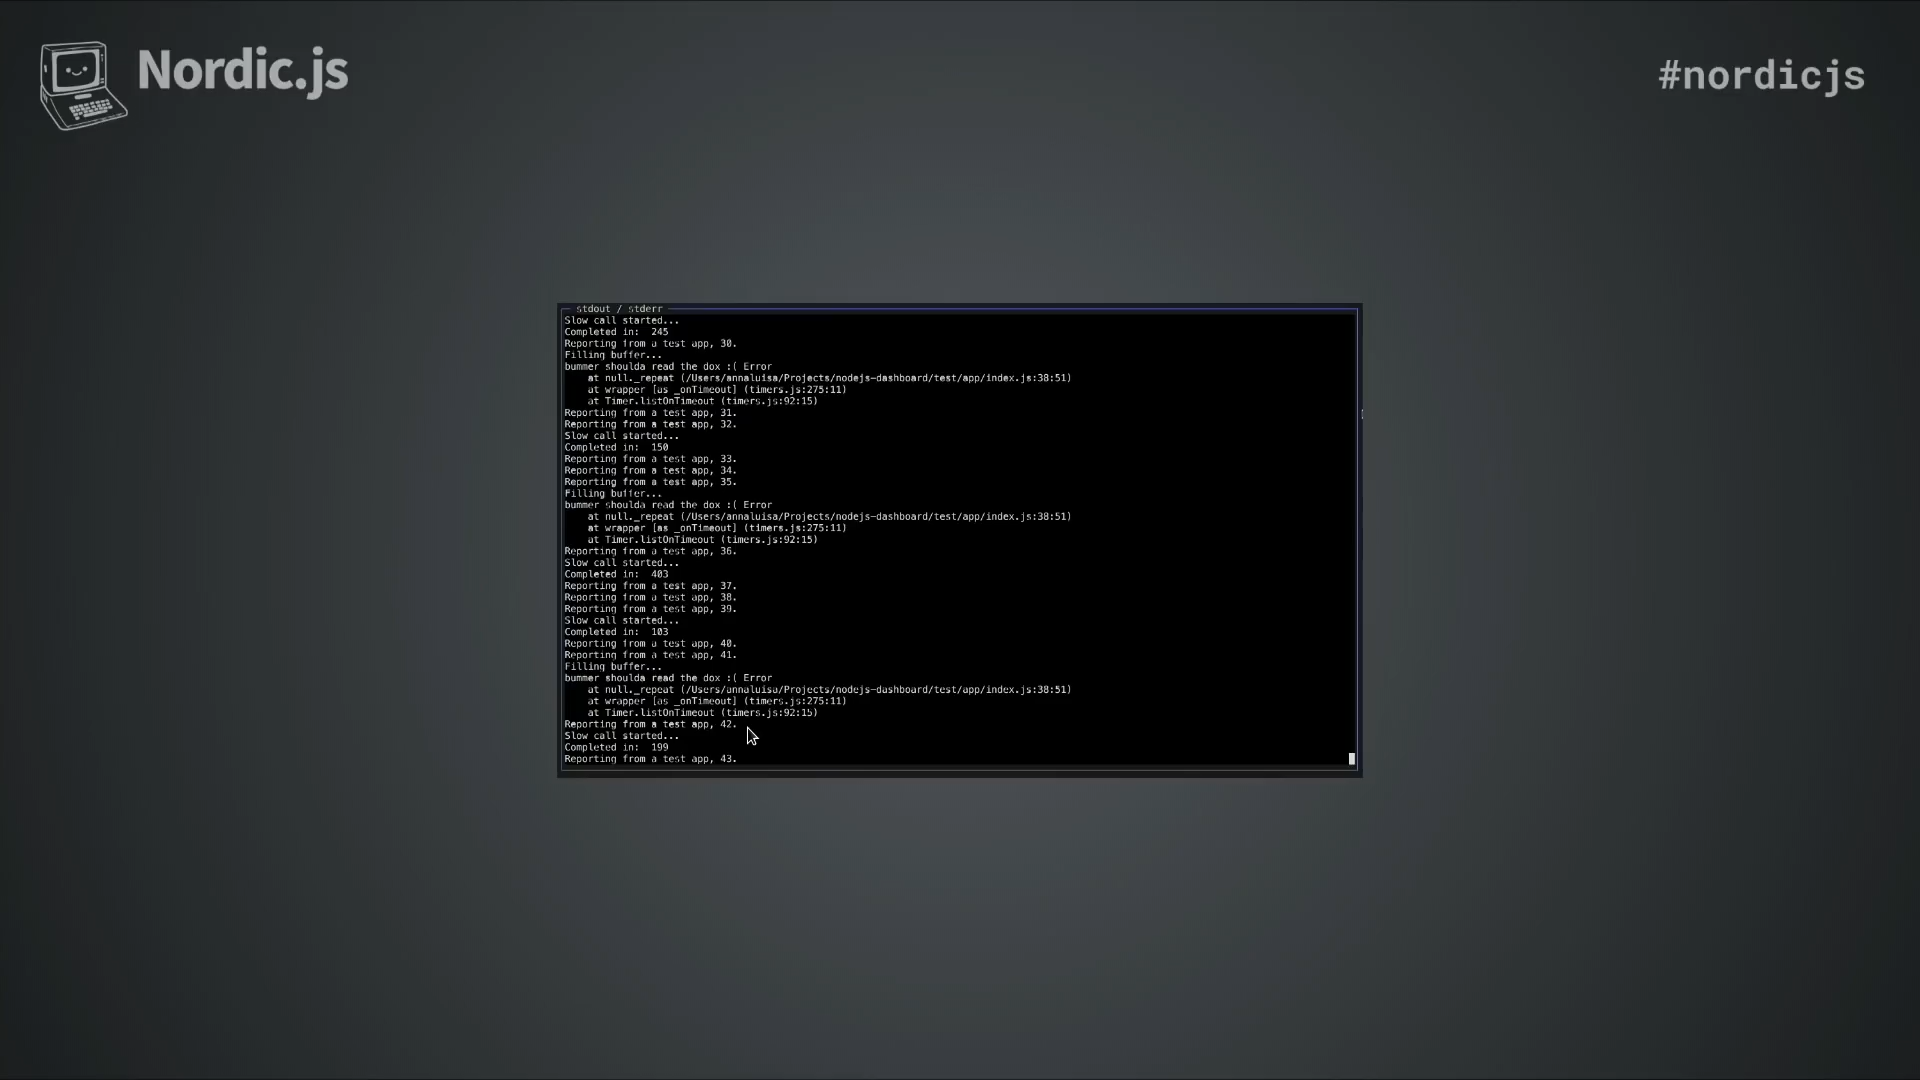 Nordic.js
#nordicjs
stdout / stderr
Slow call started...
Completed in:  245
Reporting from a test app, 30.
Filling buffer...
bummer shoulda read the dox :( Error
    at null._repeat (/Users/annaluisa/Projects/nodejs-dashboard/test/app/index.js:38:51)
    at wrapper [as _onTimeout] (timers.js:275:11)
    at Timer.listOnTimeout (timers.js:92:15)
Reporting from a test app, 31.
Reporting from a test app, 32.
Slow call started...
Completed in:  150
Reporting from a test app, 33.
Reporting from a test app, 34.
Reporting from a test app, 35.
Filling buffer...
bummer shoulda read the dox :( Error
    at null._repeat (/Users/annaluisa/Projects/nodejs-dashboard/test/app/index.js:38:51)
    at wrapper [as _onTimeout] (timers.js:275:11)
    at Timer.listOnTimeout (timers.js:92:15)
Reporting from a test app, 36.
Slow call started...
Completed in:  403
Reporting from a test app, 37.
Reporting from a test app, 38.
Reporting from a test app, 39.
Slow call started...
Completed in:  103
Reporting from a test app, 40.
Reporting from a test app, 41.
Filling buffer...
bummer shoulda read the dox :( Error
    at null._repeat (/Users/annaluisa/Projects/nodejs-dashboard/test/app/index.js:38:51)
    at wrapper [as _onTimeout] (timers.js:275:11)
    at Timer.listOnTimeout (timers.js:92:15)
Reporting from a test app, 42.
Slow call started...
Completed in:  199
Reporting from a test app, 43.